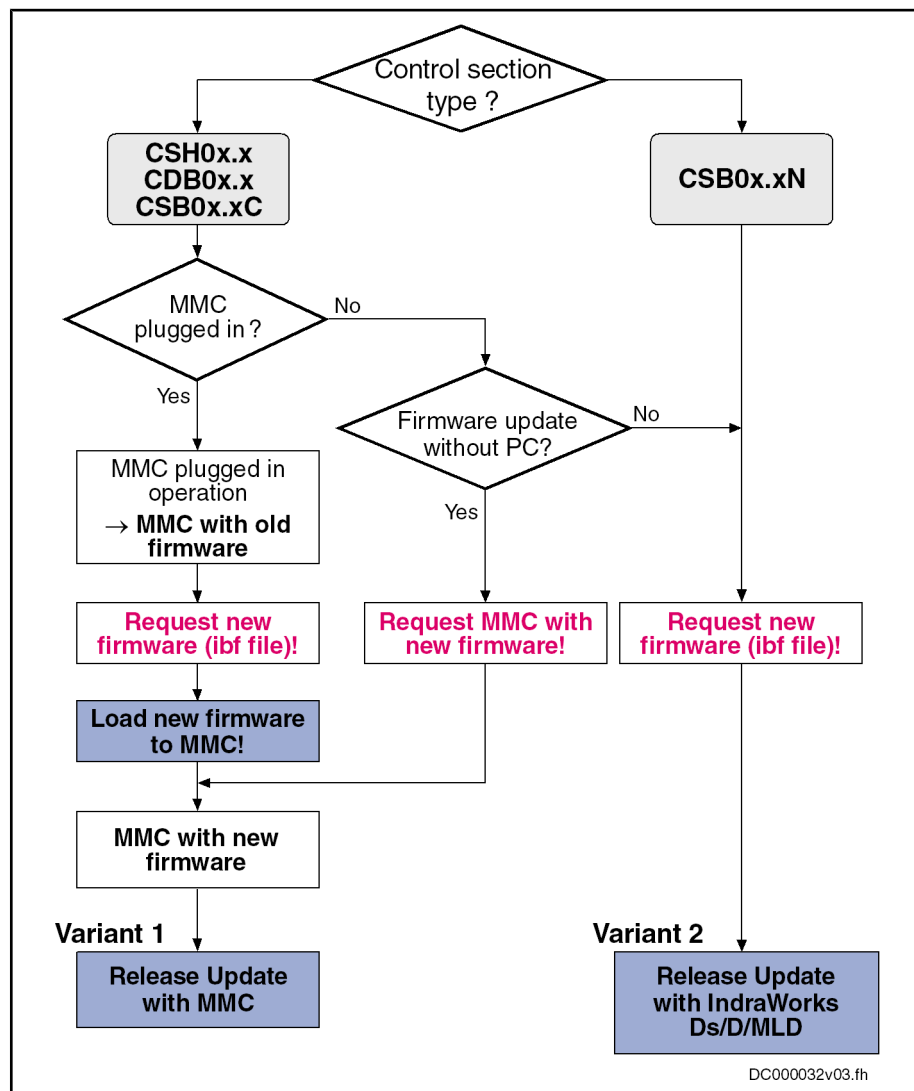 Control section
type ?
CSH0x.x
CDB0x.x
CSB0x.xC
CSB0x.xN
MMC
plugged in ?
No
Yes
Firmware update
without PC?
No
Yes
MMC plugged in
operation
→ MMC with old
firmware
Request new
firmware (ibf file)!
Request MMC with
new firmware!
Request new
firmware (ibf file)!
Load new firmware
to MMC!
MMC with new
firmware
Variant 1
Release Update
with MMC
Variant 2
Release Update
with IndraWorks
Ds/D/MLD
DC000032v03.fh